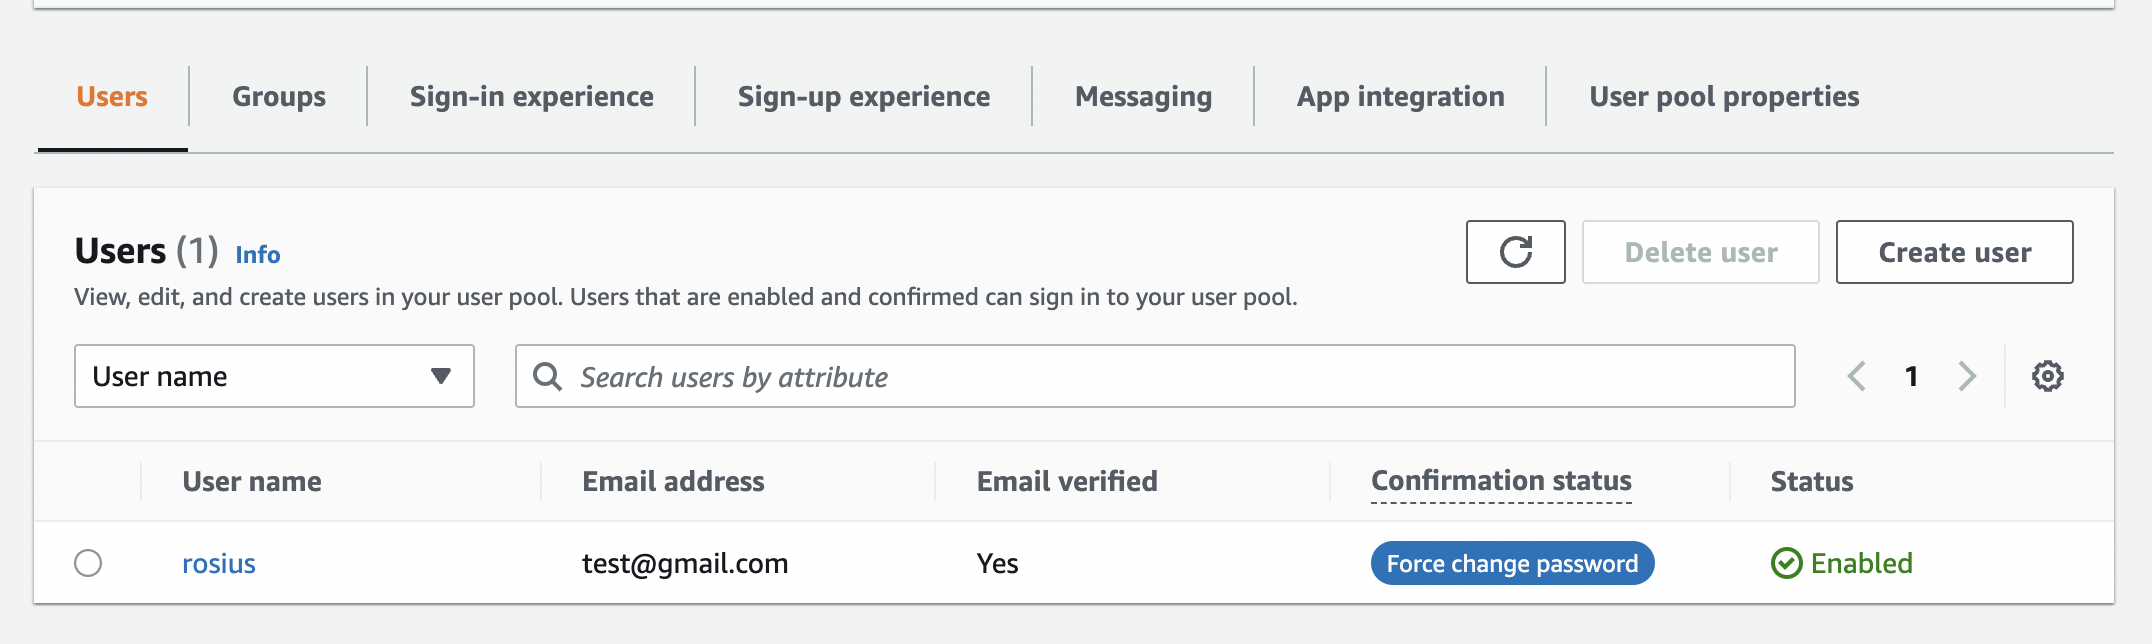 Users Groups Sign-in experience Sign-up experience Messaging App integration User pool properties
Users (1) Info
Delete user Create user
View, edit, and create users in your user pool. Users that are enabled and confirmed can sign in to your user pool.
User name Search users by attribute 1
User name Email address Email verified Confirmation status Status
rosius test@gmail.com Yes Force change password Enabled